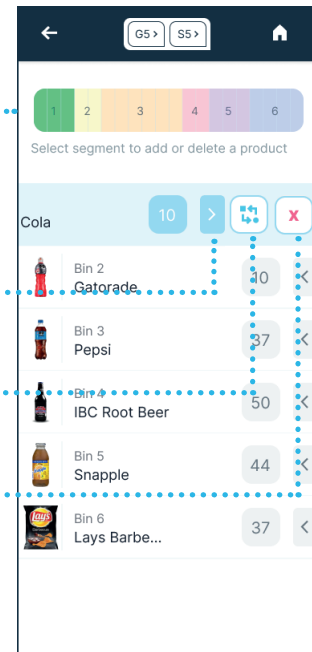 G5 > S5 >
1 2 3 4 5 6
Select segment to add or delete a product
Cola 10 > x
Bin 2
Gatorade 10 <
Bin 3
Pepsi 37 <
Bin 4
IBC Root Beer 50 <
Bin 5
Snapple 44 <
Lays
Bin 6
Lays Barbe... 37 <